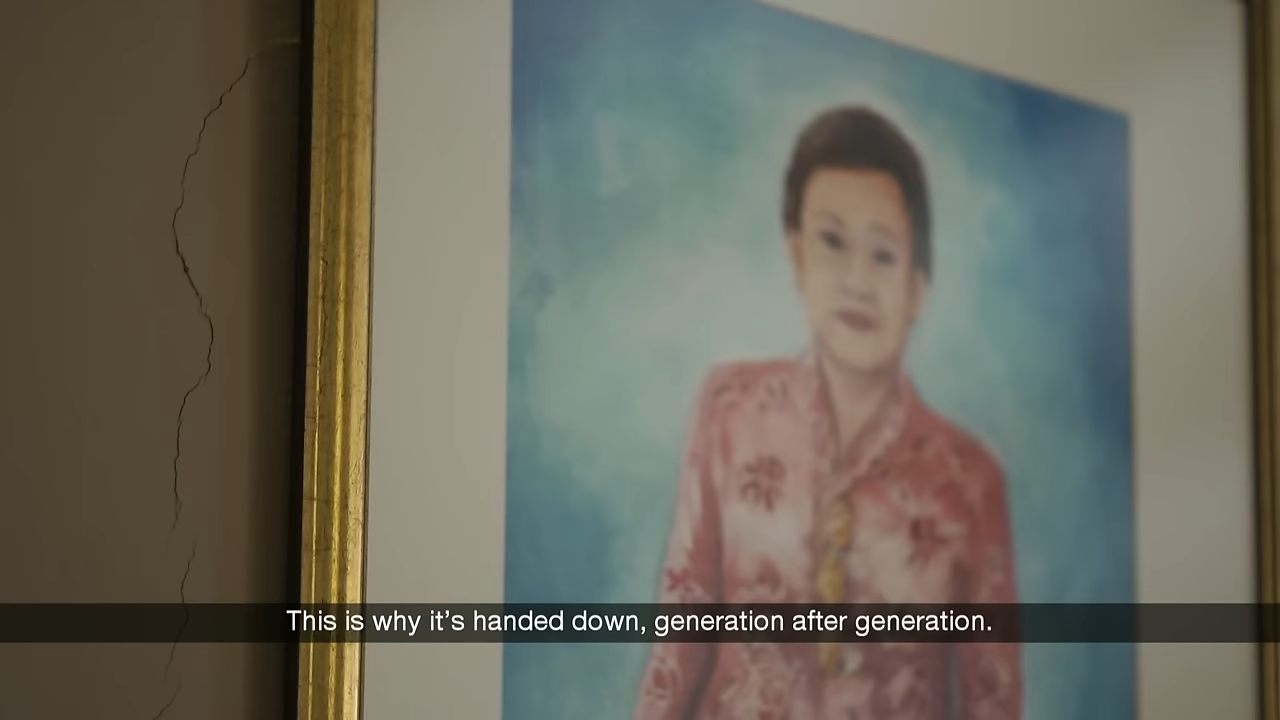 This is why it's handed down, generation after generation.